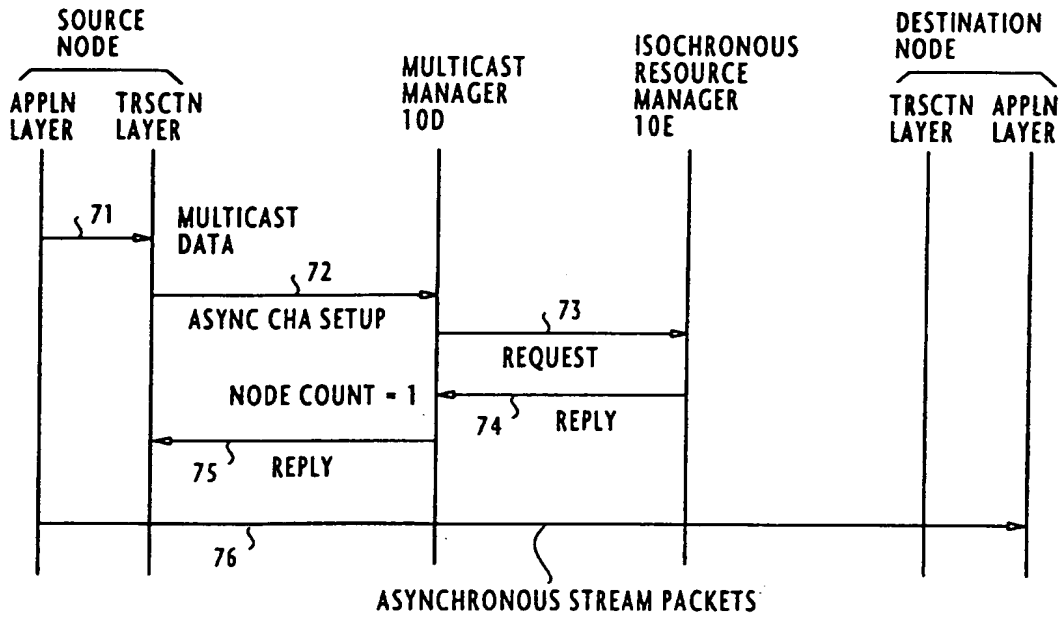 SOURCE
NODE
DESTINATION
NODE
MULTICAST
MANAGER
10D
ISOCHRONOUS
RESOURCE
MANAGER
10E
APPLN
LAYER
TRSCTN
LAYER
TRSCTN
LAYER
APPLN
LAYER
71
MULTICAST
DATA
72
ASYNC CHA SETUP
73
REQUEST
NODE COUNT = 1
74
REPLY
75
REPLY
76
ASYNCHRONOUS STREAM PACKETS